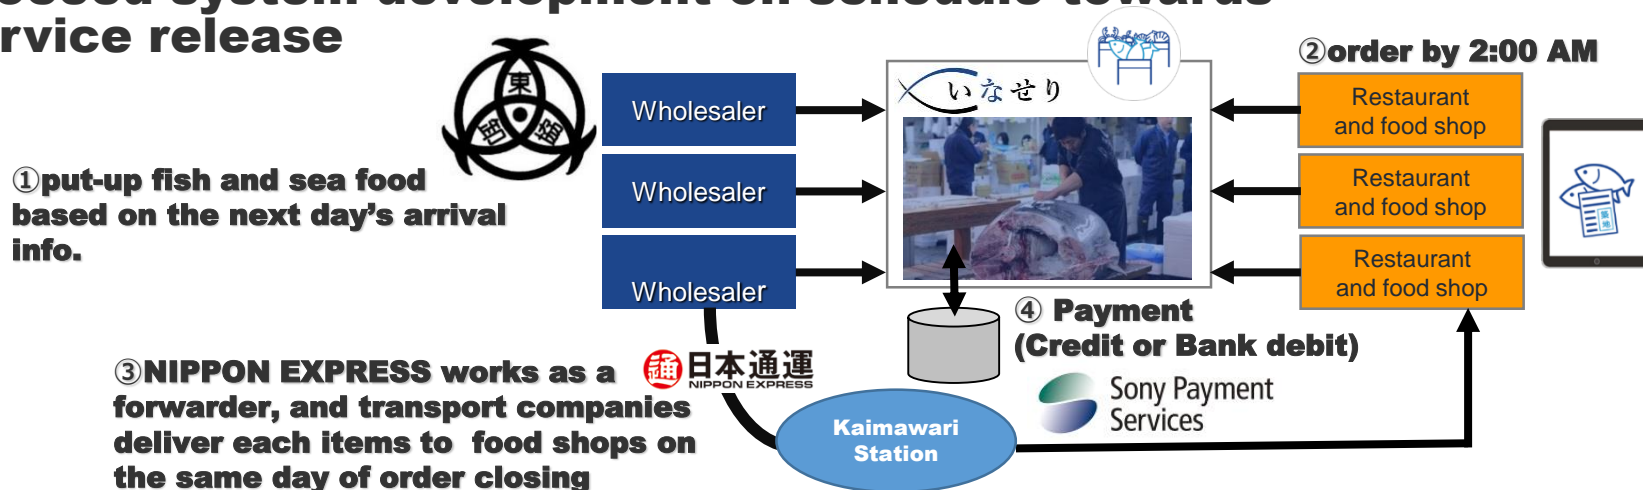 rvice release
②order by 2:00 AM
東
Wholesaler
いなせり
Restaurant
and food shop
①put-up fish and sea food
based on the next day’s arrival
info.
Wholesaler
Restaurant
and food shop
築地
Wholesaler
Restaurant
and food shop
④ Payment
(Credit or Bank debit)
③NIPPON EXPRESS works as a
forwarder, and transport companies
deliver each items to food shops on
the same day of order closing
通 日本通運
NIPPON EXPRESS
Sony Payment
Services
Kaimawari
Station